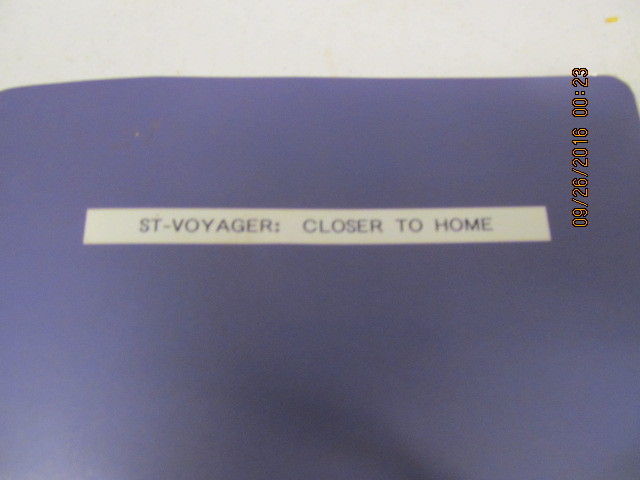 ST-VOYAGER: CLOSER TO HOME
09/26/2016 00:23